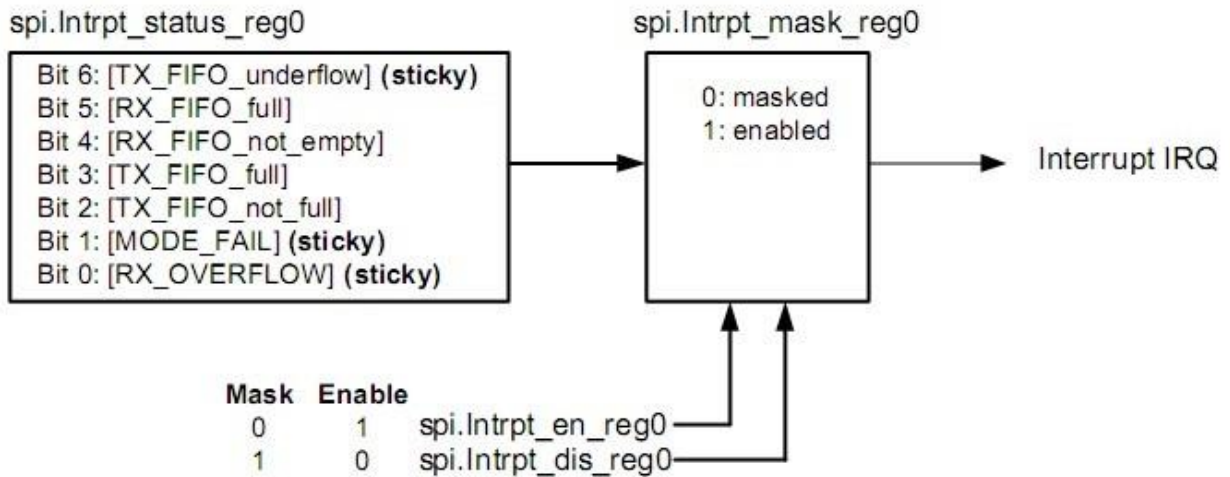 spi.Intrpt_status_reg0
spi.Intrpt_mask_reg0
Bit 6: [TX_FIFO_underflow] (sticky)
Bit 5: [RX_FIFO_full]
Bit 4: [RX_FIFO_not_empty]
Bit 3: [TX_FIFO_full]
Bit 2: [TX_FIFO_not_full]
Bit 1: [MODE_FAIL] (sticky)
Bit 0: [RX_OVERFLOW] (sticky)
0: masked
1: enabled
Interrupt IRQ
Mask Enable
0 1 spi.Intrpt_en_reg0
1 0 spi.Intrpt_dis_reg0